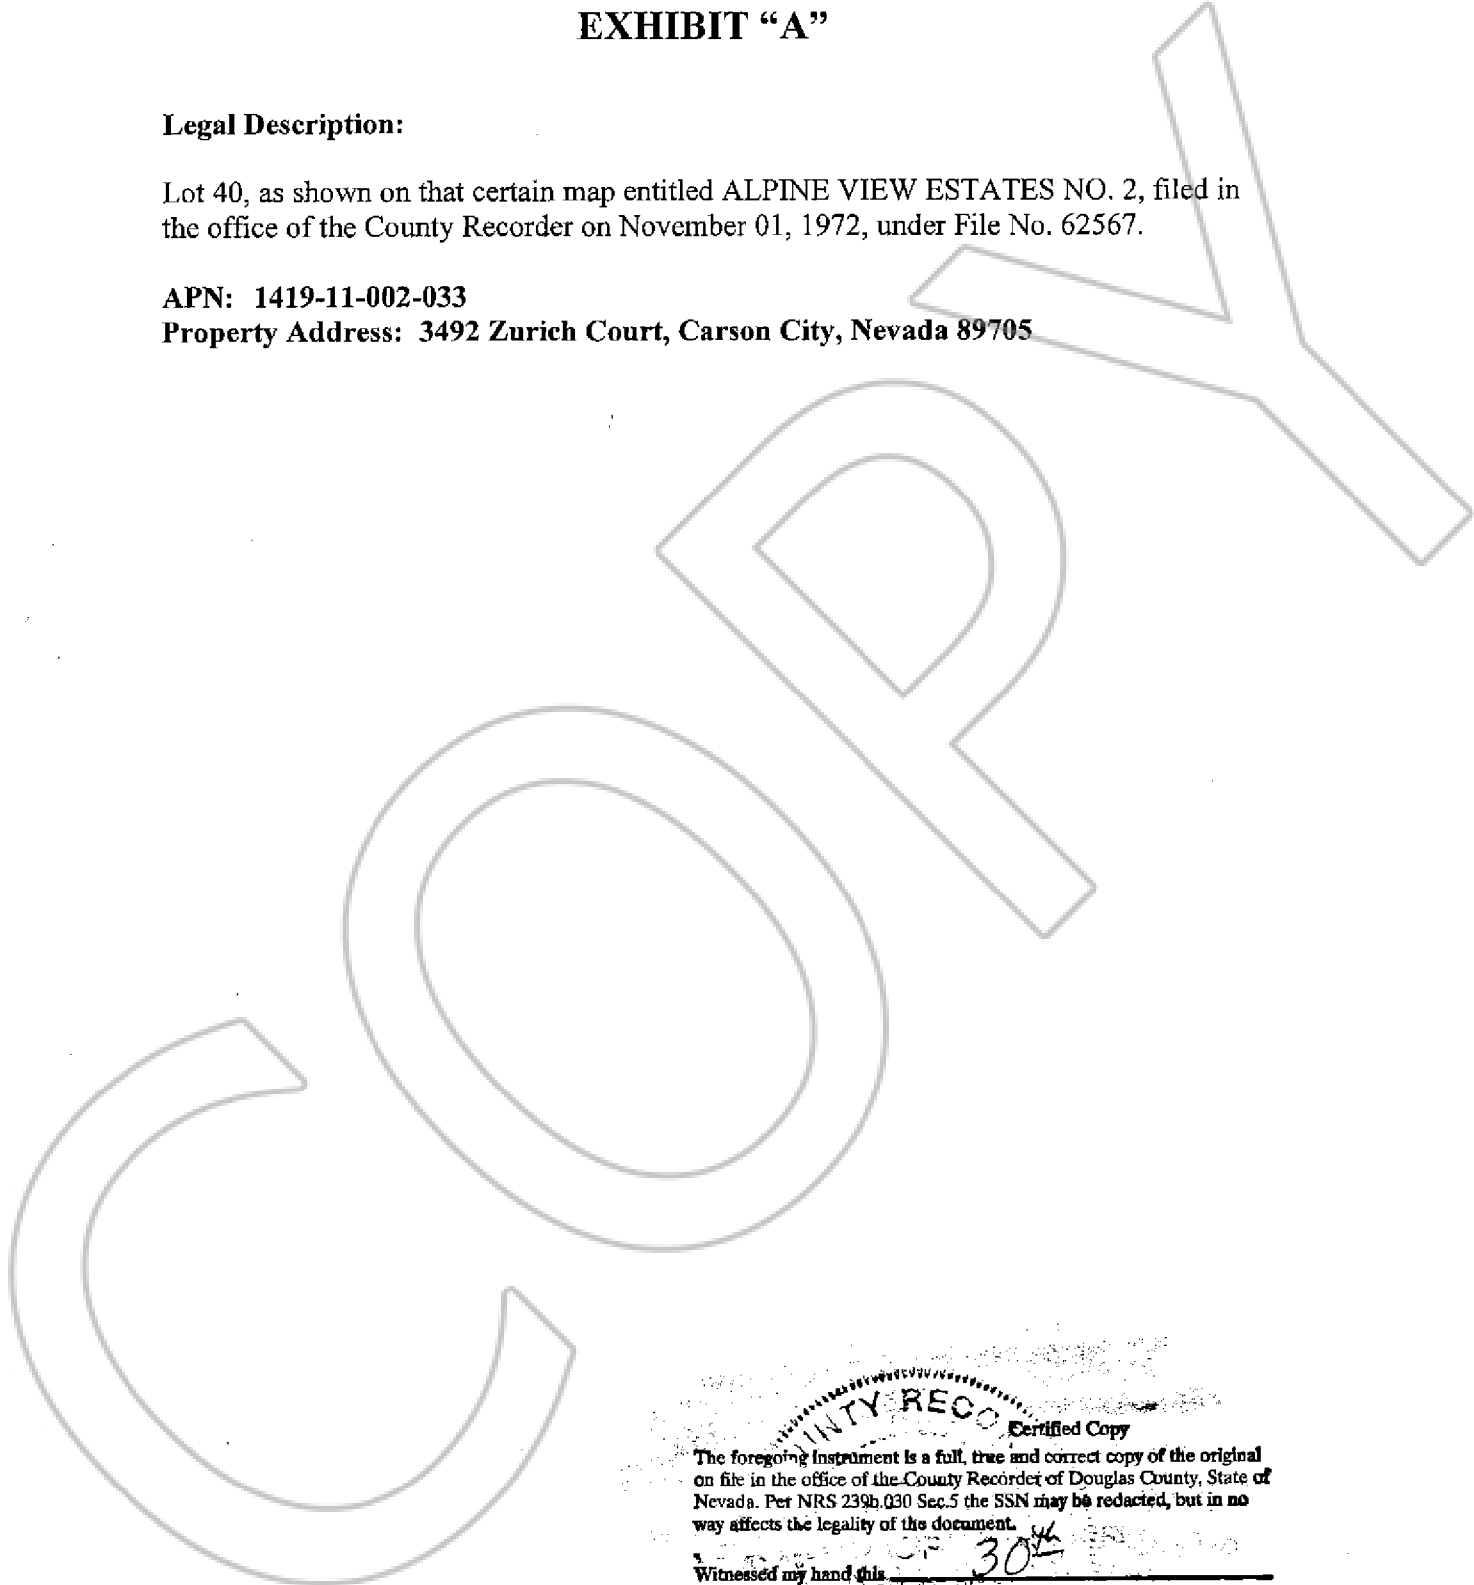 EXHIBIT “A”
Legal Description:
Lot 40, as shown on that certain map entitled ALPINE VIEW ESTATES NO. 2, filed in
the office of the County Recorder on November 01, 1972, under File No. 62567.
APN: 1419-11-002-033
Property Address: 3492 Zurich Court, Carson City, Nevada 89705
COPY
UNTY RECO
Certified Copy
The foregoing instrument is a full, true and correct copy of the original
on file in the office of the County Recorder of Douglas County, State of
Nevada. Per NRS 239b.030 Sec.5 the SSN may be redacted, but in no
way affects the legality of the document.
Witnessed my hand this 30th